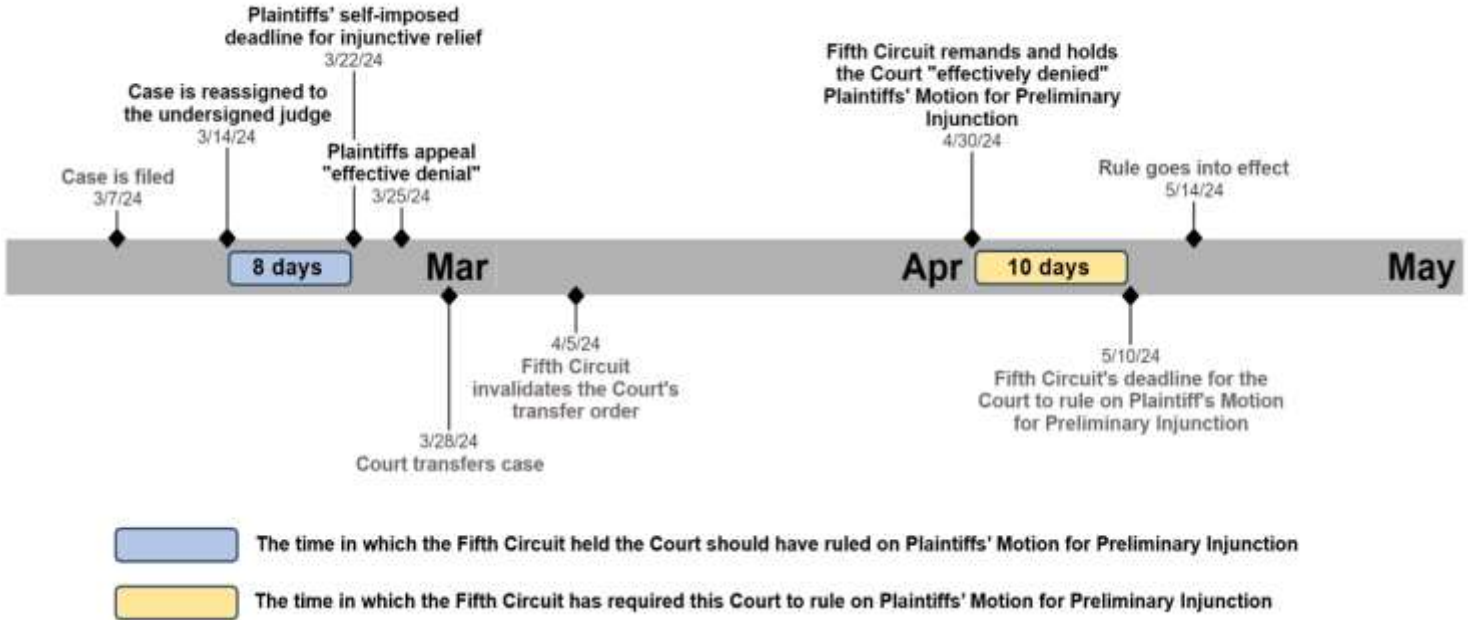 Plaintiffs' self-imposed
deadline for injunctive relief
3/22/24
Case is reassigned to
the undersigned judge
3/14/24
Plaintiffs appeal
"effective denial"
3/25/24
Case is filed
3/7/24
Fifth Circuit remands and holds
the Court "effectively denied"
Plaintiffs' Motion for Preliminary
Injunction
4/30/24
Rule goes into effect
5/14/24
8 days
Mar
Apr
10 days
May
4/5/24
Fifth Circuit
invalidates the Court's
transfer order
3/28/24
Court transfers case
5/10/24
Fifth Circuit's deadline for the
Court to rule on Plaintiff's Motion
for Preliminary Injunction
The time in which the Fifth Circuit held the Court should have ruled on Plaintiffs' Motion for Preliminary Injunction
The time in which the Fifth Circuit has required this Court to rule on Plaintiffs' Motion for Preliminary Injunction